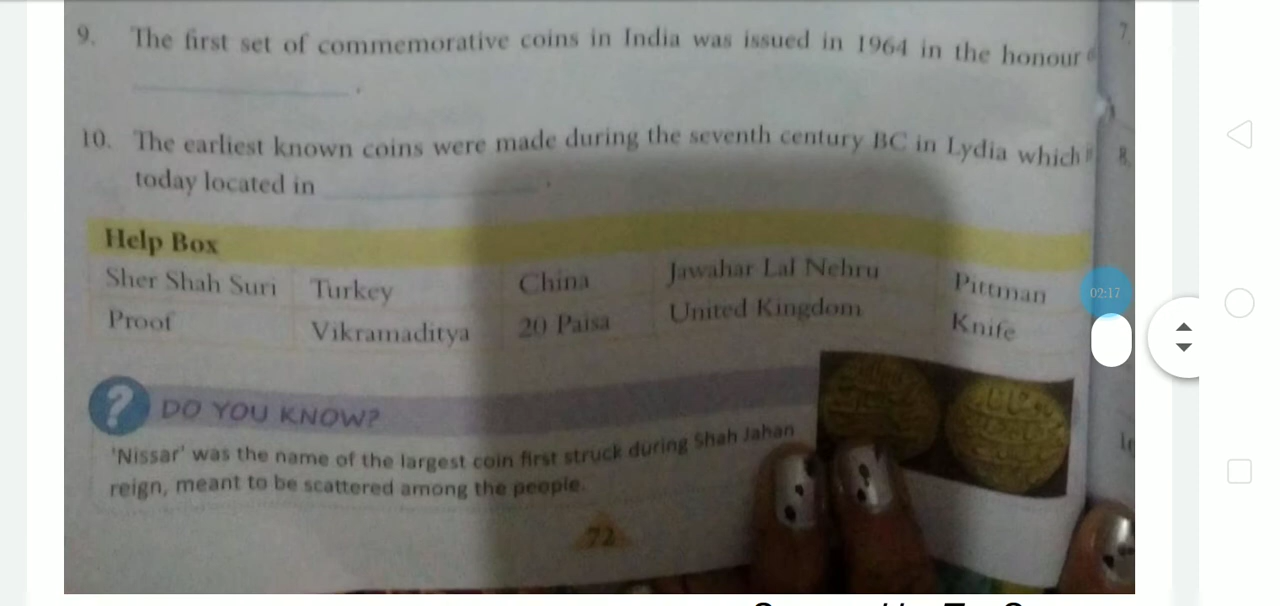 9. The first set of commemorative coins in India was issued in 1964 in the honour
7.
10. The earliest known coins were made during the seventh century BC in Lydia which
8.
today located in
Help Box
Sher Shah Suri Turkey China Jawahar Lal Nehru Pittman
Proof Vikramaditya 20 Paisa United Kingdom Knife
02:17
? DO YOU KNOW?
'Nissar' was the name of the largest coin first struck during Shah Jahan
reign, meant to be scattered among the people.
72